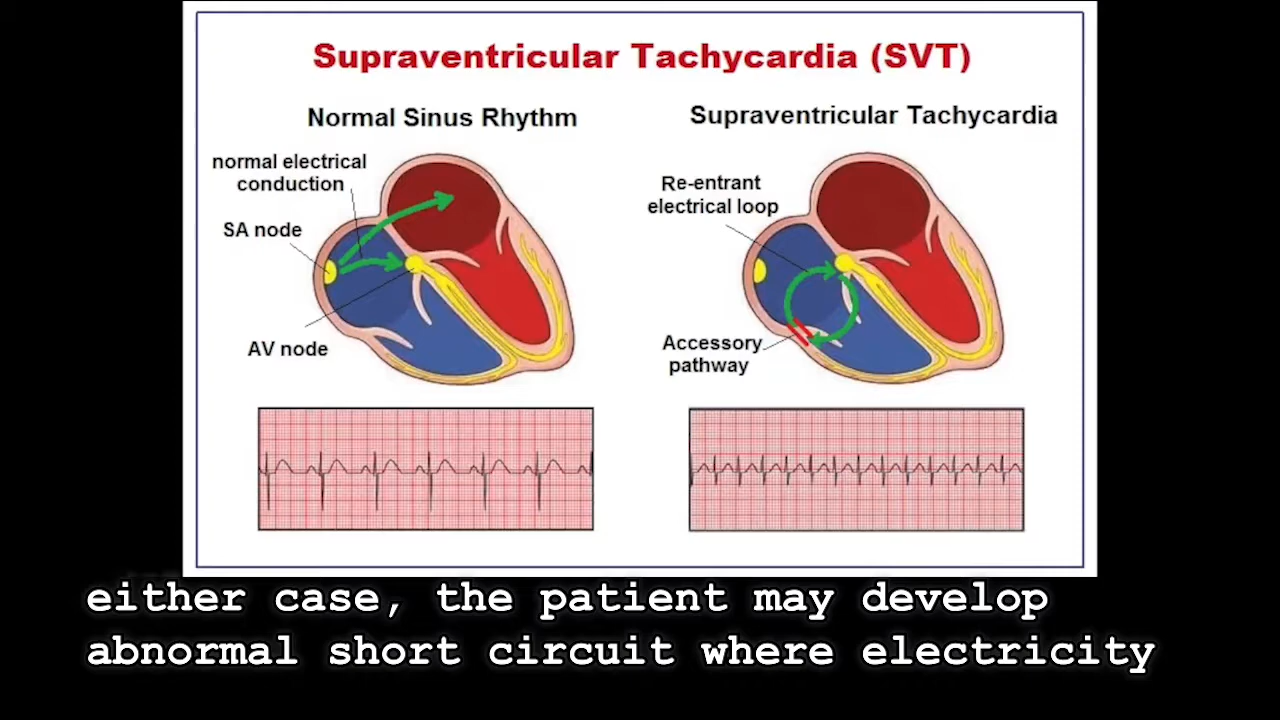 Supraventricular Tachycardia (SVT)
Normal Sinus Rhythm
normal electrical
conduction
SA node
AV node
Supraventricular Tachycardia
Re-entrant
electrical loop
Accessory
pathway
either case, the patient may develop
abnormal short circuit where electricity